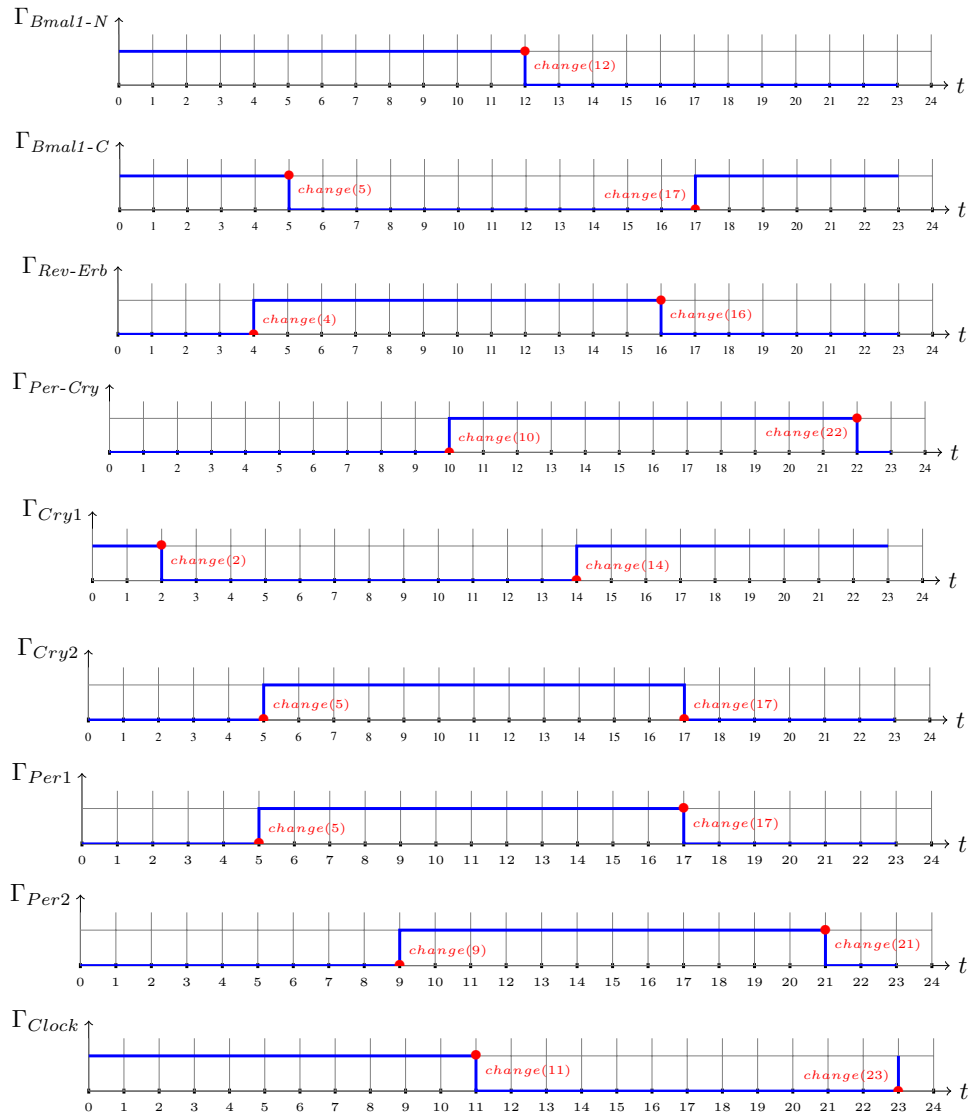 Γ_Bmal1-N
change(12)
0 1 2 3 4 5 6 7 8 9 10 11 12 13 14 15 16 17 18 19 20 21 22 23 24 t
Γ_Bmal1-C
change(5) change(17)
0 1 2 3 4 5 6 7 8 9 10 11 12 13 14 15 16 17 18 19 20 21 22 23 24 t
Γ_Rev-Erb
change(4) change(16)
0 1 2 3 4 5 6 7 8 9 10 11 12 13 14 15 16 17 18 19 20 21 22 23 24 t
Γ_Per-Cry
change(10) change(22)
0 1 2 3 4 5 6 7 8 9 10 11 12 13 14 15 16 17 18 19 20 21 22 23 24 t
Γ_Cry1
change(2) change(14)
0 1 2 3 4 5 6 7 8 9 10 11 12 13 14 15 16 17 18 19 20 21 22 23 24 t
Γ_Cry2
change(5) change(17)
0 1 2 3 4 5 6 7 8 9 10 11 12 13 14 15 16 17 18 19 20 21 22 23 24 t
Γ_Per1
change(5) change(17)
0 1 2 3 4 5 6 7 8 9 10 11 12 13 14 15 16 17 18 19 20 21 22 23 24 t
Γ_Per2
change(9) change(21)
0 1 2 3 4 5 6 7 8 9 10 11 12 13 14 15 16 17 18 19 20 21 22 23 24 t
Γ_Clock
change(11) change(23)
0 1 2 3 4 5 6 7 8 9 10 11 12 13 14 15 16 17 18 19 20 21 22 23 24 t